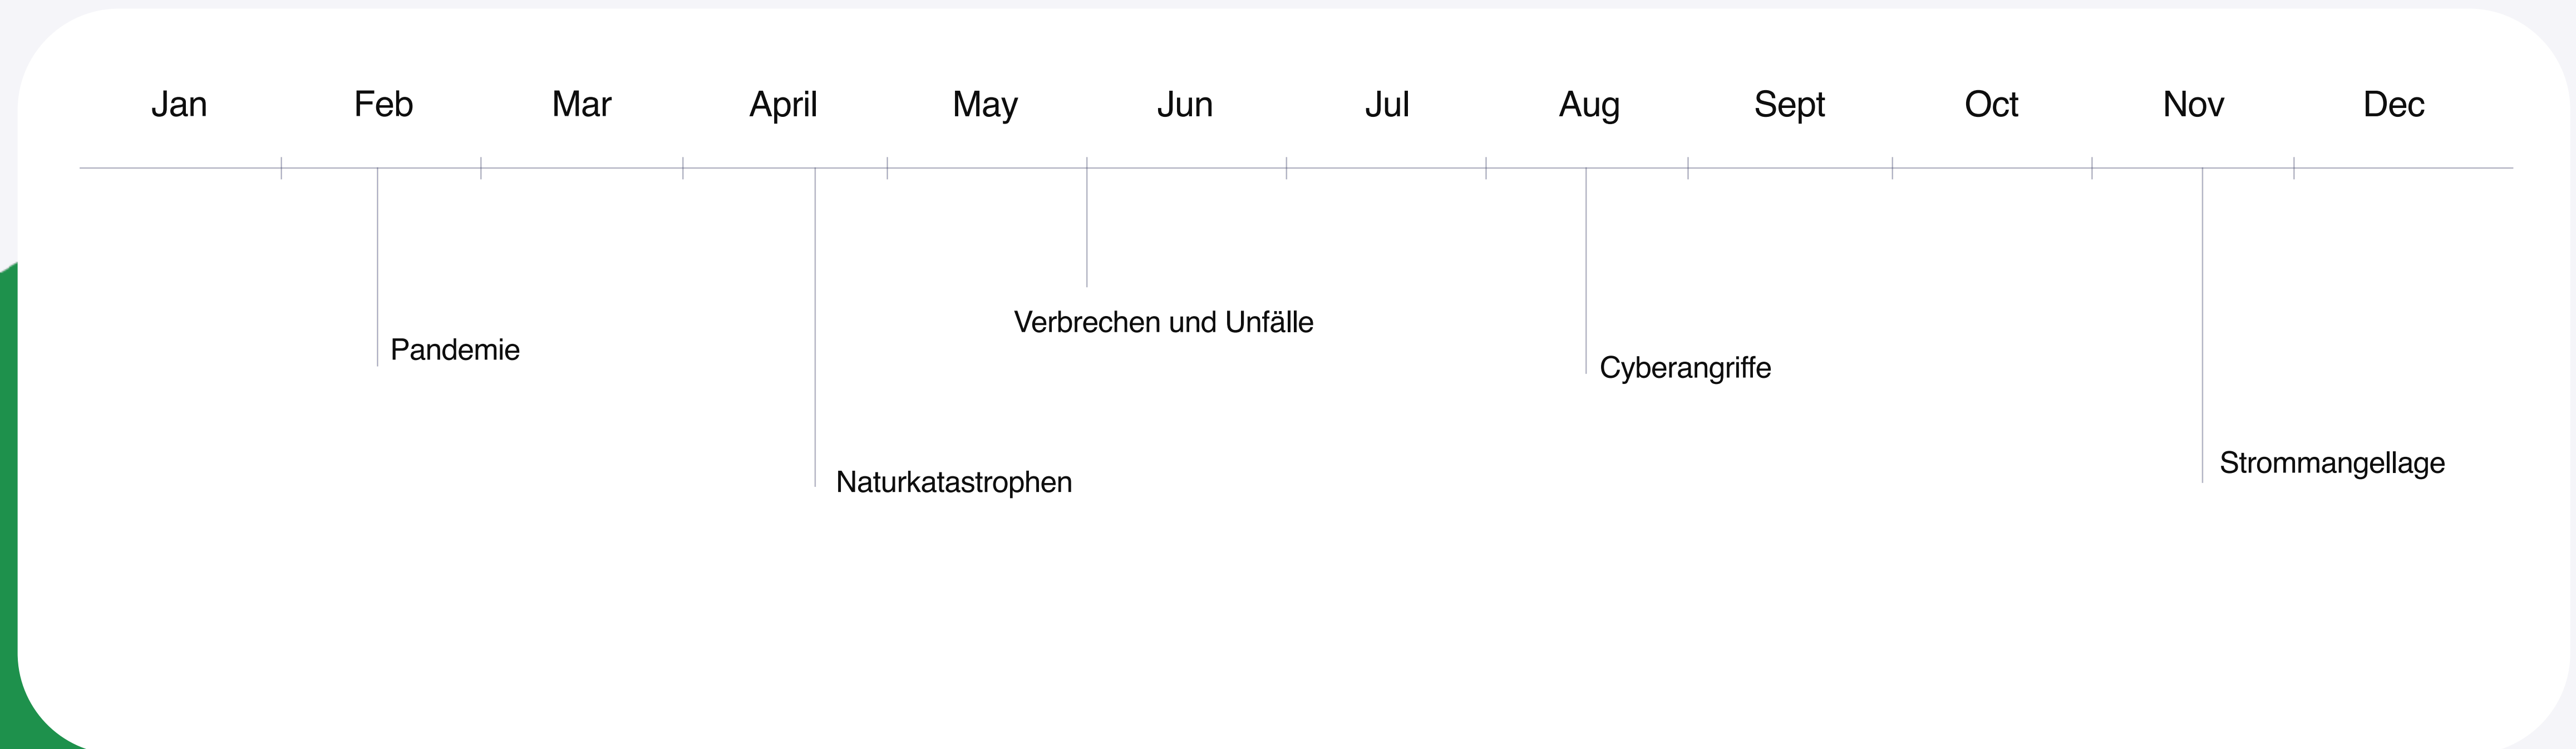 Jan Feb Mar April May Jun Jul Aug Sept Oct Nov Dec
Verbrechen und Unfälle
Pandemie
Cyberangriffe
Strommangellage
Naturkatastrophen